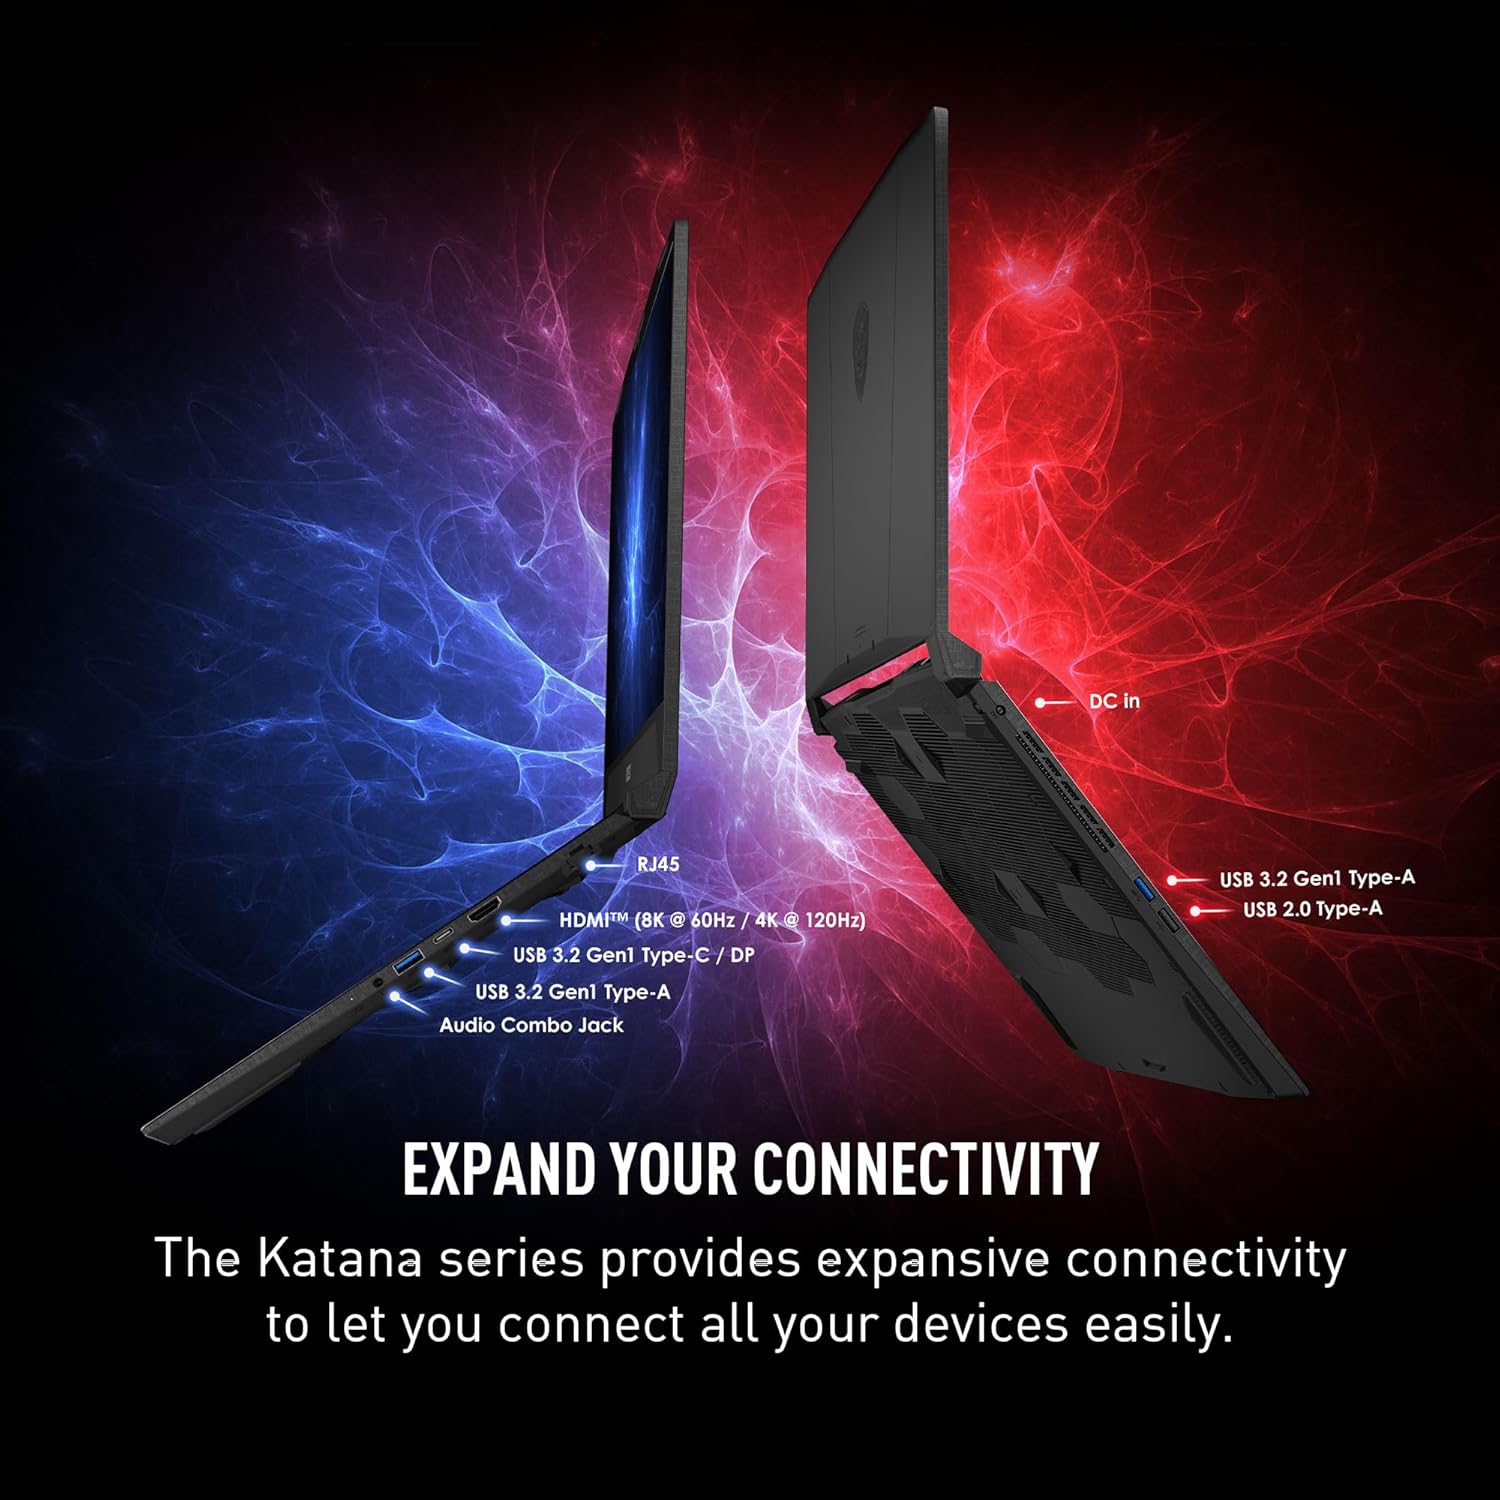 DC in
RJ45
USB 3.2 Gen1 Type-A
HDMI™ (8K @ 60Hz / 4K @ 120Hz)
USB 2.0 Type-A
USB 3.2 Gen1 Type-C / DP
USB 3.2 Gen1 Type-A
Audio Combo Jack
EXPAND YOUR CONNECTIVITY
The Katana series provides expansive connectivity
to let you connect all your devices easily.